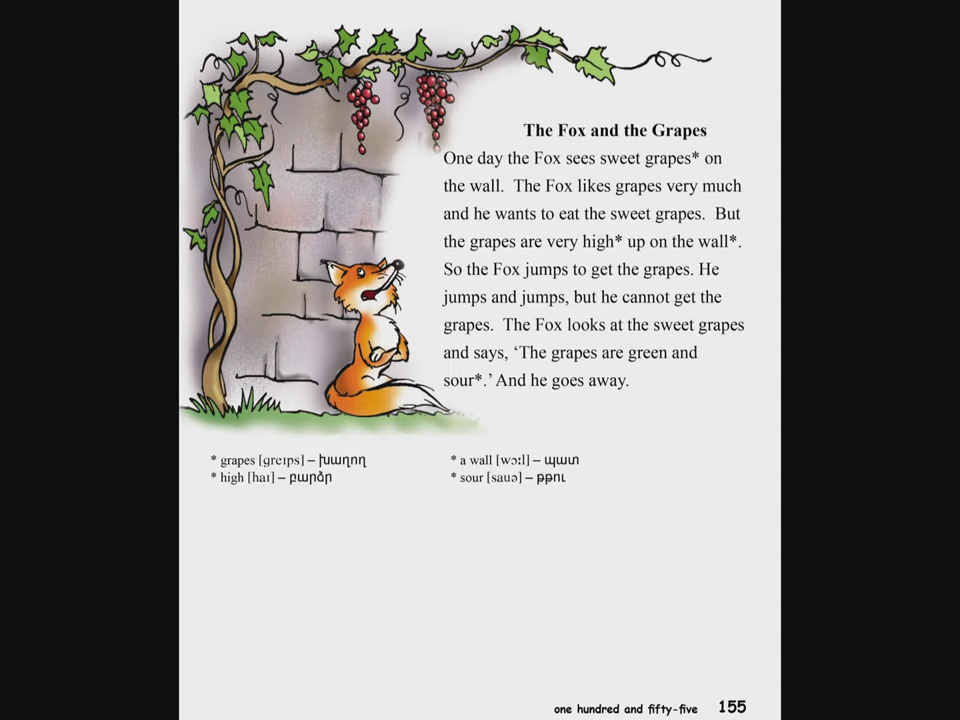 The Fox and the Grapes
One day the Fox sees sweet grapes* on
the wall. The Fox likes grapes very much
and he wants to eat the sweet grapes. But
the grapes are very high* up on the wall*.
So the Fox jumps to get the grapes. He
jumps and jumps, but he cannot get the
grapes. The Fox looks at the sweet grapes
and says, ‘The grapes are green and
sour*.’ And he goes away.
* grapes [greɪps] – խաղող
* high [haɪ] – բարձր
* a wall [wɔːl] – պատ
* sour [sauə] – թթու
one hundred and fifty-five 155